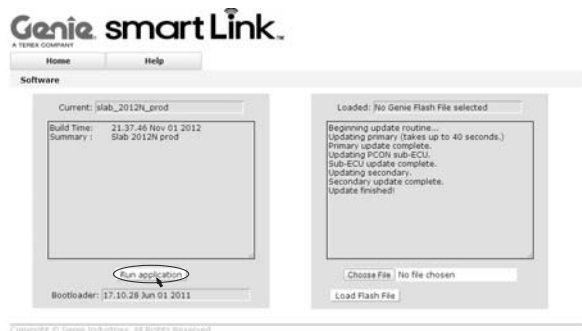 Genie smart Link™
A TEREX COMPANY
Home Help
Software
Current: slab_2012N_prod
Build Time: 21.37.46 Nov 01 2012
Summary : Slab 2012N prod
Run application
Bootloader: 17.10.28 Jun 01 2011
Loaded: No Genie Flash File selected
Beginning update routine...
Updating primary (takes up to 40 seconds.)
Primary update complete.
Updating PCON sub-ECU.
Sub-ECU update complete.
Updating secondary.
Secondary update complete.
Update finished!
Choose File No file chosen
Load Flash File
Copyright © Genie Industries. All Rights Reserved